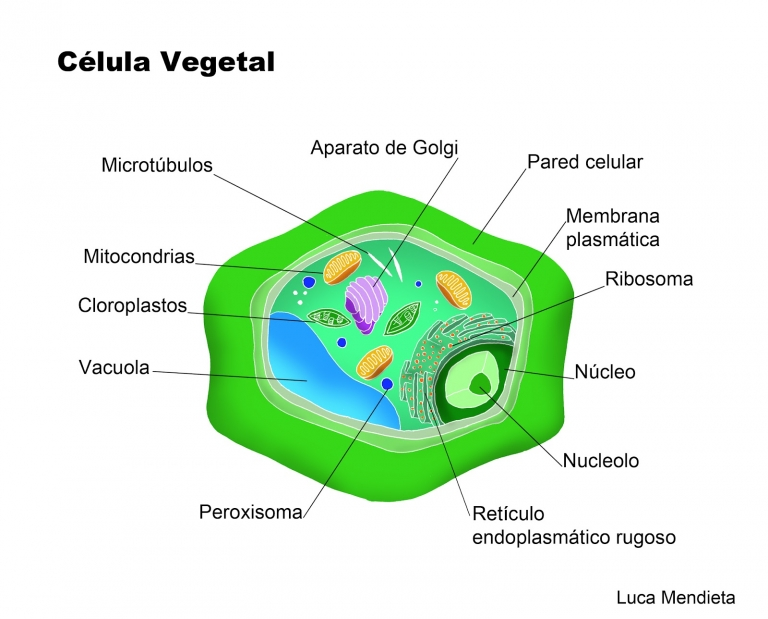 Célula Vegetal
Aparato de Golgi
Microtúbulos
Pared celular
Membrana
plasmática
Mitocondrias
Ribosoma
Cloroplastos
Vacuola
Núcleo
Nucleolo
Peroxisoma
Retículo
endoplasmático rugoso
Luca Mendieta